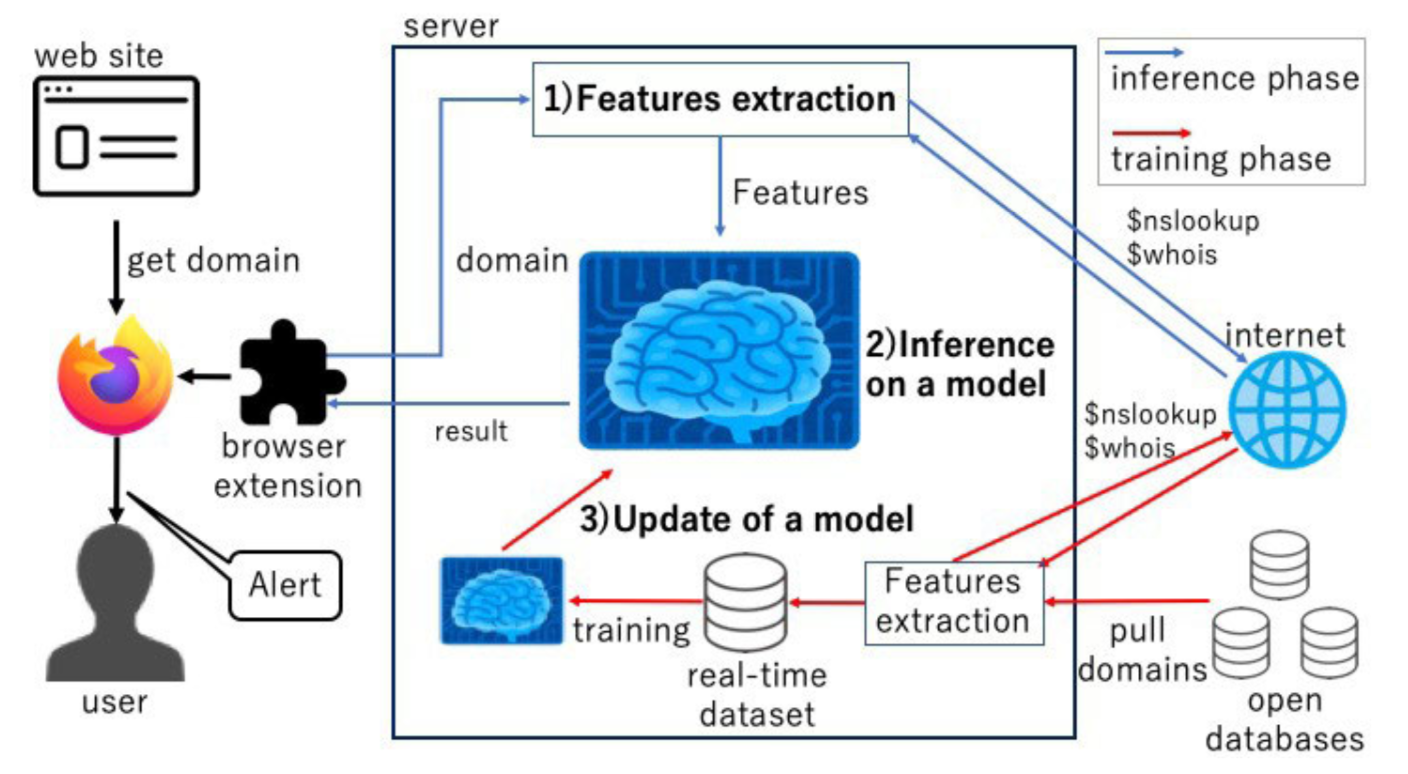 server
web site
1)Features extraction
inference phase
training phase
Features
$nslookup
$whois
get domain
domain
internet
2)Inference
on a model
$nslookup
$whois
result
browser
extension
3)Update of a model
Alert
Features
extraction
training
pull
domains
real-time
dataset
user
open
databases